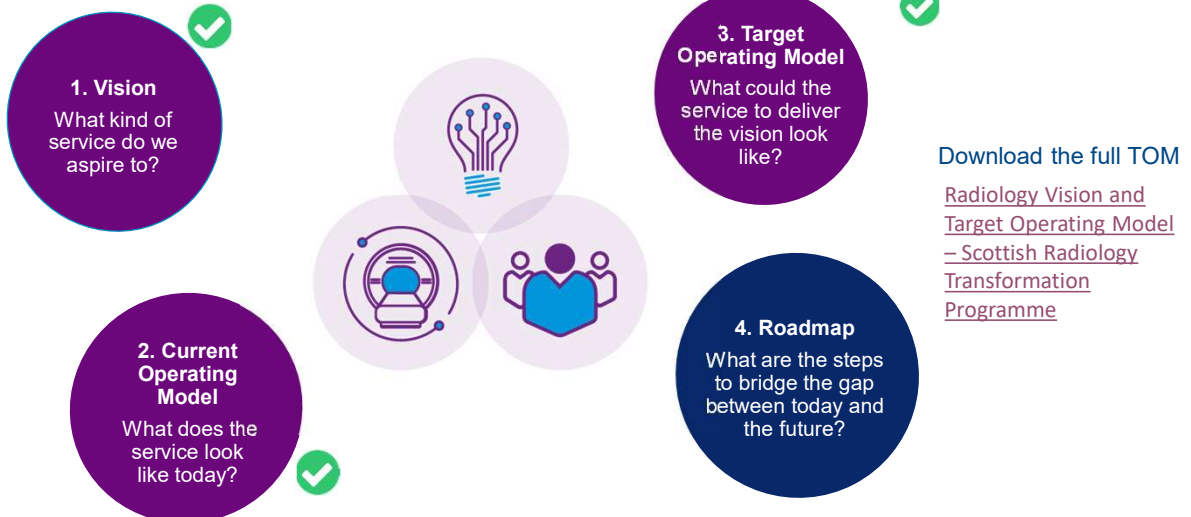 1. Vision
What kind of
service do we
aspire to?
2. Current
Operating
Model
What does the
service look
like today?
3. Target
Operating Model
What could the
service to deliver
the vision look
like?
4. Roadmap
What are the steps
to bridge the gap
between today and
the future?
Download the full TOM
Radiology Vision and
Target Operating Model
– Scottish Radiology
Transformation
Programme